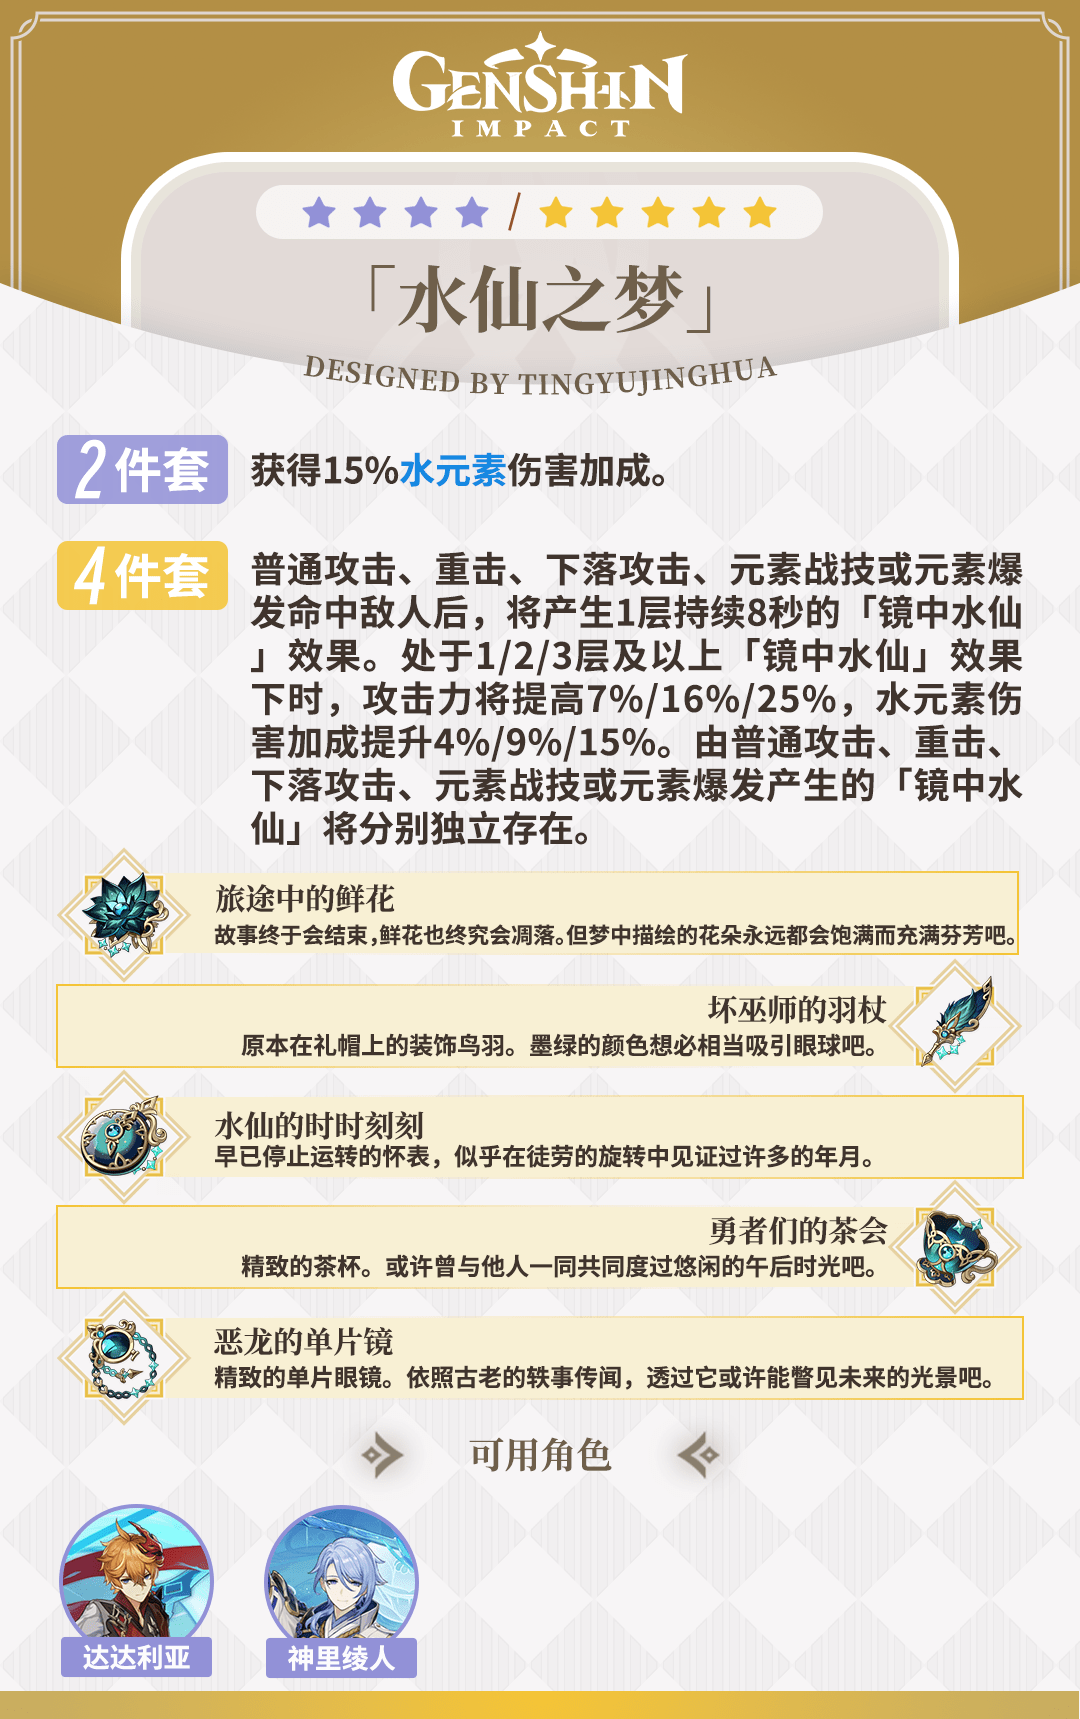 GENSHIN
IMPACT
「水仙之梦」
DESIGNED BY TINGYUJINGHUA
2件套
获得15%水元素伤害加成。
4件套
普通攻击、重击、下落攻击、元素战技或元素爆
发命中敌人后，将产生1层持续8秒的「镜中水仙
」效果。处于1/2/3层及以上「镜中水仙」效果
下时，攻击力将提高7%/16%/25%，水元素伤
害加成提升4%/9%/15%。由普通攻击、重击、
下落攻击、元素战技或元素爆发产生的「镜中水
仙」将分别独立存在。
旅途中的鲜花
故事终于会结束，鲜花也终究会凋落。但梦中描绘的花朵永远都会饱满而充满芬芳吧。
坏巫师的羽杖
原本在礼帽上的装饰鸟羽。墨绿的颜色想必相当吸引眼球吧。
水仙的时时刻刻
早已停止运转的怀表，似乎在徒劳的旋转中见证过许多的年月。
勇者们的茶会
精致的茶杯。或许曾与他人一同共同度过悠闲的午后时光吧。
恶龙的单片镜
精致的单片眼镜。依照古老的轶事传闻，透过它或许能瞥见未来的光景吧。
可用角色
达达利亚
神里绫人